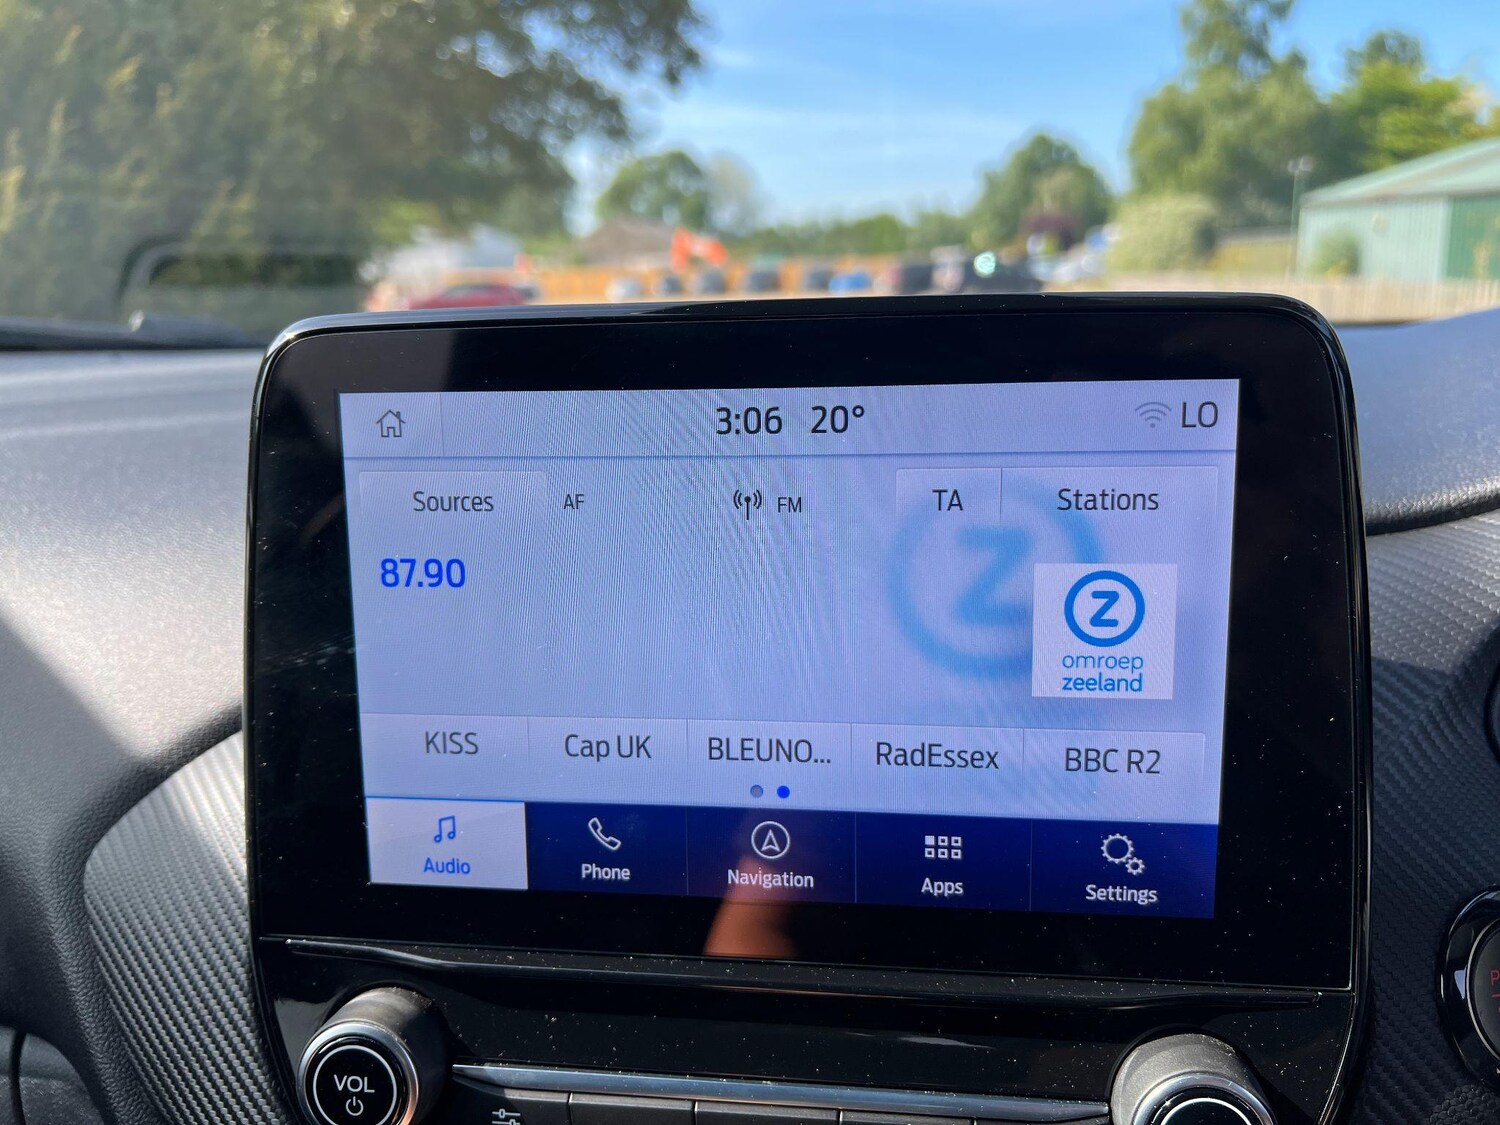 3:06 20° LO
Sources AF FM TA Stations
87.90
Z
omroep
zeeland
KISS Cap UK BLEUNO... RadEssex BBC R2
Audio Phone Navigation Apps Settings
VOL